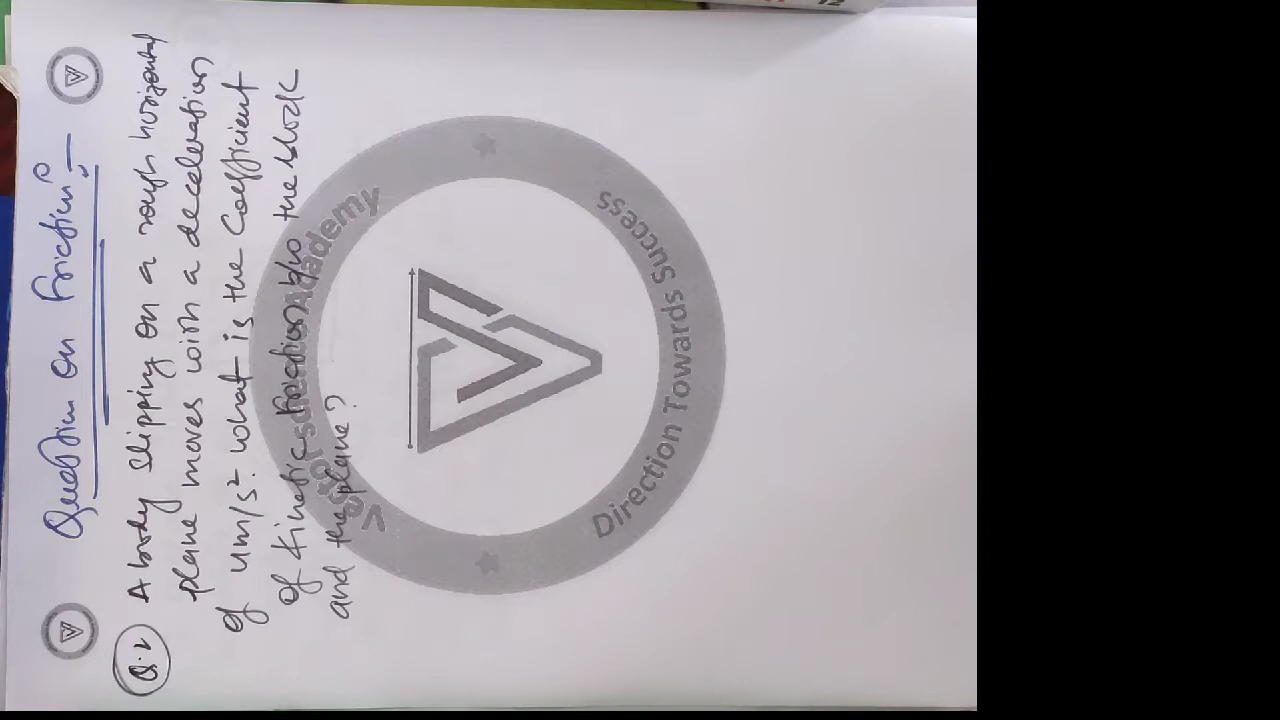 Question on friction:-
Q.2 A body slipping on a rough horizontal
plane moves with a deceleration
of 4m/s². what is the Coefficient
of Kinetic friction b/w the block
and the plane?
Vectors Academy
Direction Towards Success